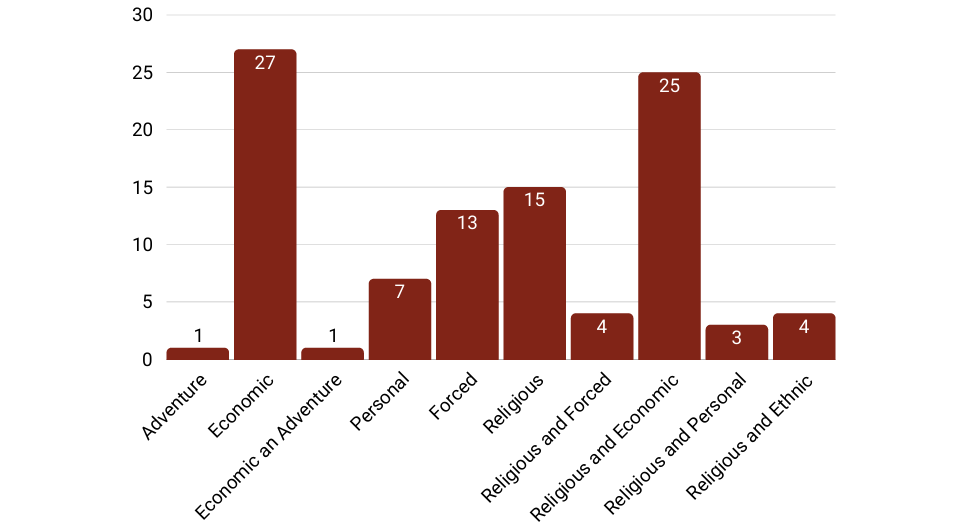 30
25
20
15
10
5
0
1
27
1
7
13
15
4
25
3
4
Adventure
Economic
Economic an Adventure
Personal
Forced
Religious
Religious and Forced
Religious and Economic
Religious and Personal
Religious and Ethnic